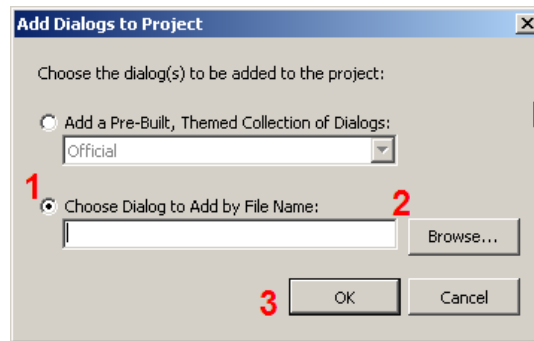 Add Dialogs to Project
Choose the dialog(s) to be added to the project:
Add a Pre-Built, Themed Collection of Dialogs:
Official
1
Choose Dialog to Add by File Name:
2
Browse...
3
OK
Cancel